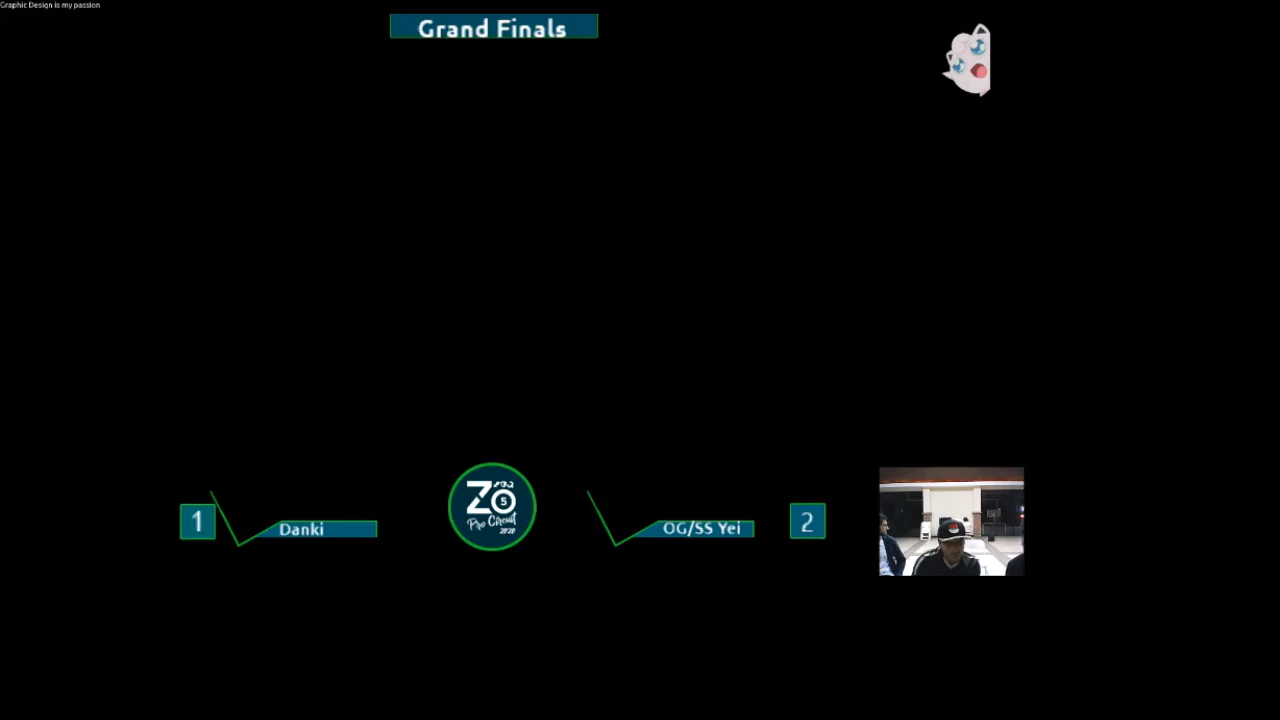 Graphic Design is my passion
Grand Finals
1
Danki
ZO
5
Pro Circuit
2020
OG/SS Yei
2